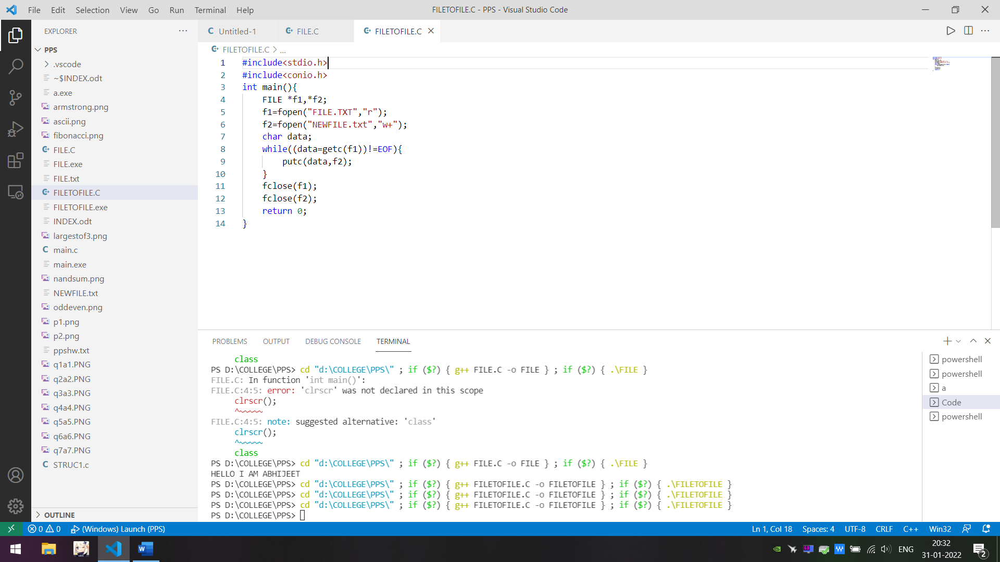 File Edit Selection View Go Run Terminal Help
FILETOFILE.C - PPS - Visual Studio Code
EXPLORER
PPS
.vscode
~$INDEX.odt
a.exe
armstrong.png
ascii.png
fibonacci.png
FILE.C
FILE.exe
FILE.txt
FILETOFILE.C
FILETOFILE.exe
INDEX.odt
largestof3.png
main.c
main.exe
nandsum.png
NEWFILE.txt
oddeven.png
p1.png
p2.png
ppshw.txt
q1a1.PNG
q2a2.PNG
q3a3.PNG
q4a4.PNG
q5a5.PNG
q6a6.PNG
q7a7.PNG
STRUC1.c
OUTLINE
Untitled-1 FILE.C FILETOFILE.C
FILETOFILE.C > ...
1 #include<stdio.h>
2 #include<conio.h>
3 int main(){
4 FILE *f1,*f2;
5 f1=fopen("FILE.TXT","r");
6 f2=fopen("NEWFILE.txt","w+");
7 char data;
8 while((data=getc(f1))!=EOF){
9 putc(data,f2);
10 }
11 fclose(f1);
12 fclose(f2);
13 return 0;
14 }
PROBLEMS OUTPUT DEBUG CONSOLE TERMINAL
class
PS D:\COLLEGE\PPS> cd "d:\COLLEGE\PPS\" ; if ($?) { g++ FILE.C -o FILE } ; if ($?) { .\FILE }
FILE.C: In function 'int main()':
FILE.C:4:5: error: 'clrscr' was not declared in this scope
clrscr();
^~~~~~
FILE.C:4:5: note: suggested alternative: 'class'
clrscr();
^~~~~~
class
PS D:\COLLEGE\PPS> cd "d:\COLLEGE\PPS\" ; if ($?) { g++ FILE.C -o FILE } ; if ($?) { .\FILE }
HELLO I AM ABHIJEET
PS D:\COLLEGE\PPS> cd "d:\COLLEGE\PPS\" ; if ($?) { g++ FILETOFILE.C -o FILETOFILE } ; if ($?) { .\FILETOFILE }
PS D:\COLLEGE\PPS> cd "d:\COLLEGE\PPS\" ; if ($?) { g++ FILETOFILE.C -o FILETOFILE } ; if ($?) { .\FILETOFILE }
PS D:\COLLEGE\PPS> cd "d:\COLLEGE\PPS\" ; if ($?) { g++ FILETOFILE.C -o FILETOFILE } ; if ($?) { .\FILETOFILE }
PS D:\COLLEGE\PPS>
powershell
powershell
a
Code
powershell
0 0 (Windows) Launch (PPS)
Ln 1, Col 18 Spaces: 4 UTF-8 CRLF C++ Win32
ENG
20:32
31-01-2022
2